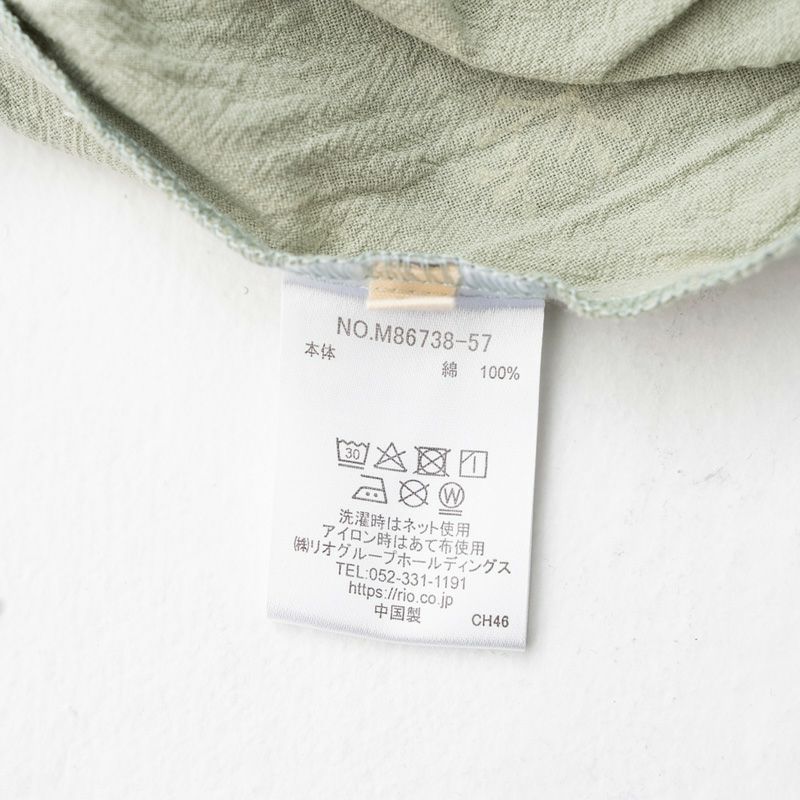 NO.M86738-57
本体
綿 100%
30
W
洗濯時はネット使用
アイロン時はあて布使用
㈱リオグループホールディングス
TEL:052-331-1191
https://rio.co.jp
中国製 CH46